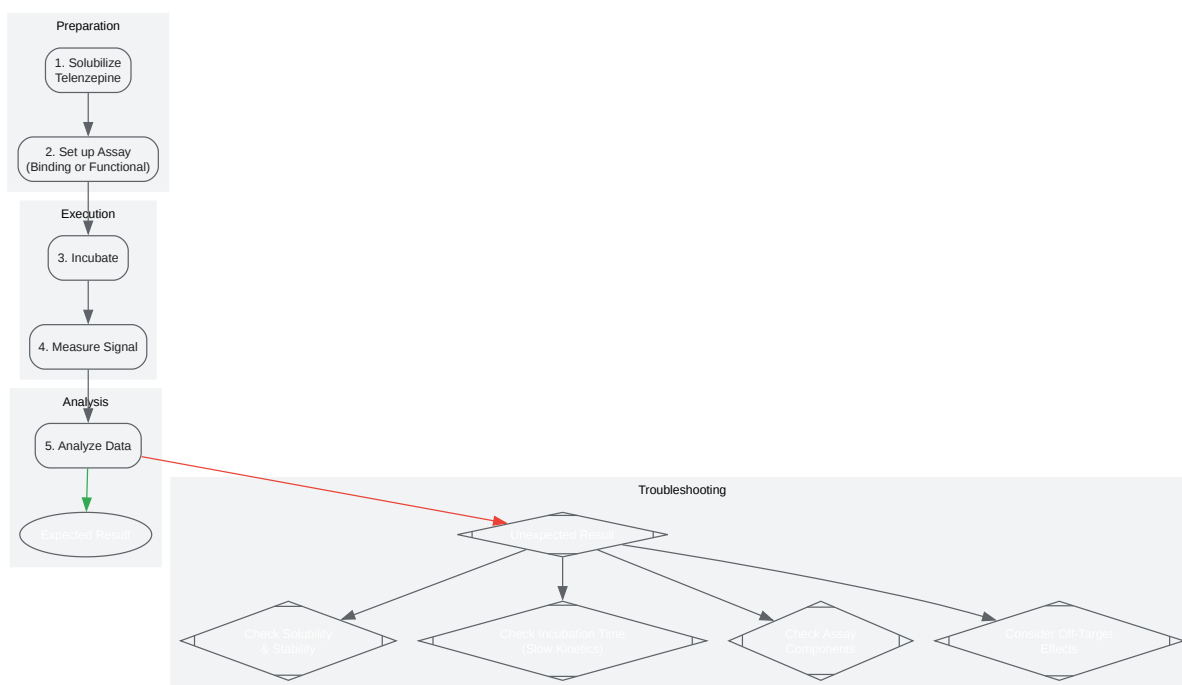 Preparation
1. Solubilize
Telenzepine
2. Set up Assay
(Binding or Functional)
Execution
3. Incubate
4. Measure Signal
Analysis
5. Analyze Data
Expected Result
Troubleshooting
Unexpected Result
Check Solubility
& Stability
Check Incubation Time
(Slow Kinetics)
Check Assay
Components
Consider Off-Target
Effects